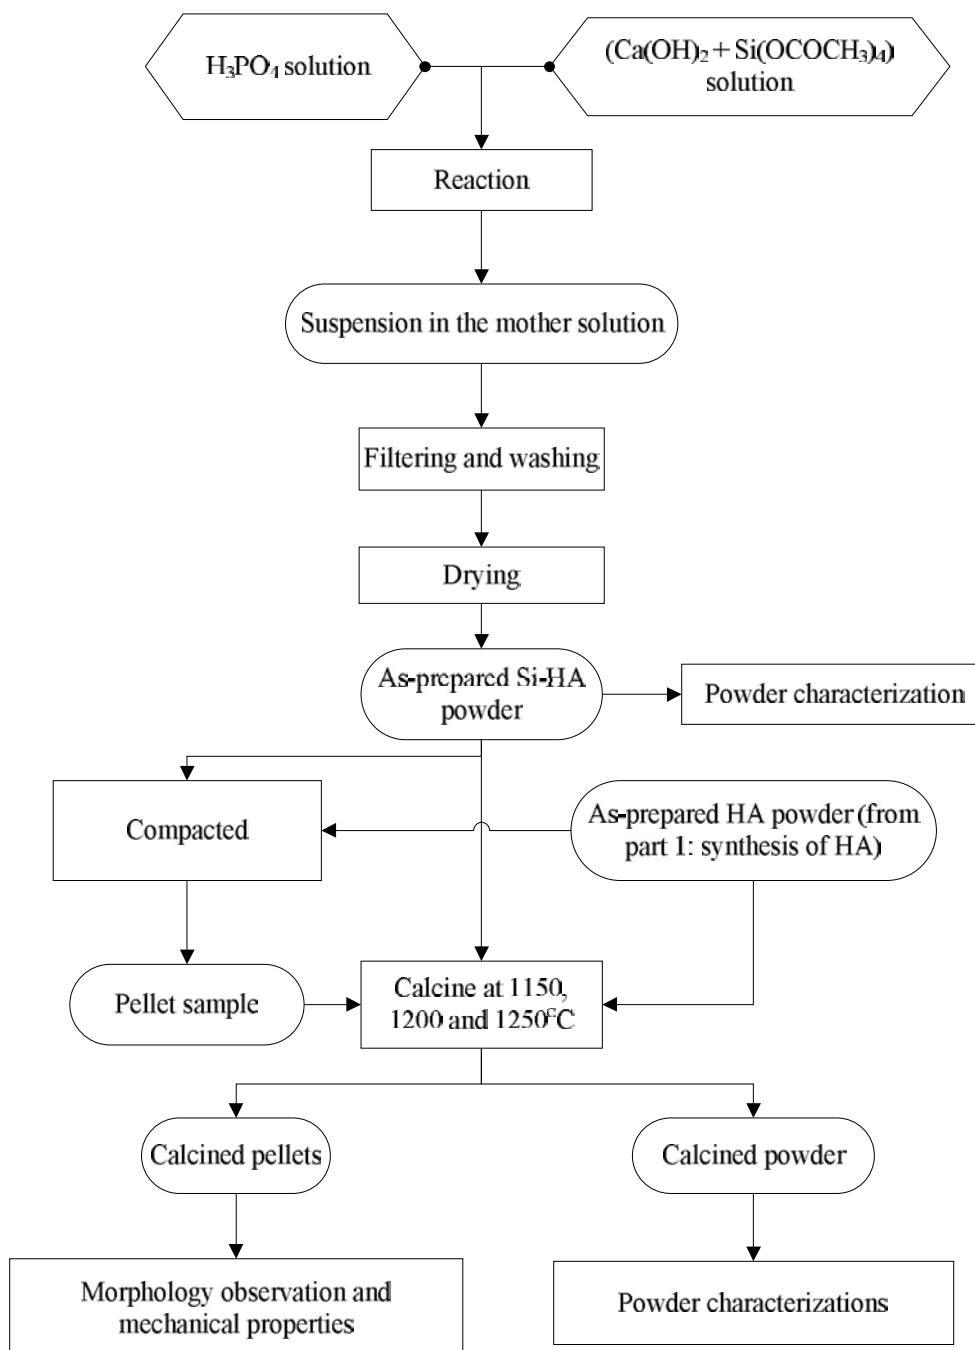 H₃PO₄ solution
(Ca(OH)₂ + Si(OCOCH₃)₄)
solution
Reaction
Suspension in the mother solution
Filtering and washing
Drying
As-prepared Si-HA
powder
Powder characterization
Compacted
As-prepared HA powder (from
part 1: synthesis of HA)
Pellet sample
Calcine at 1150,
1200 and 1250°C
Calcined pellets
Calcined powder
Morphology observation and
mechanical properties
Powder characterizations